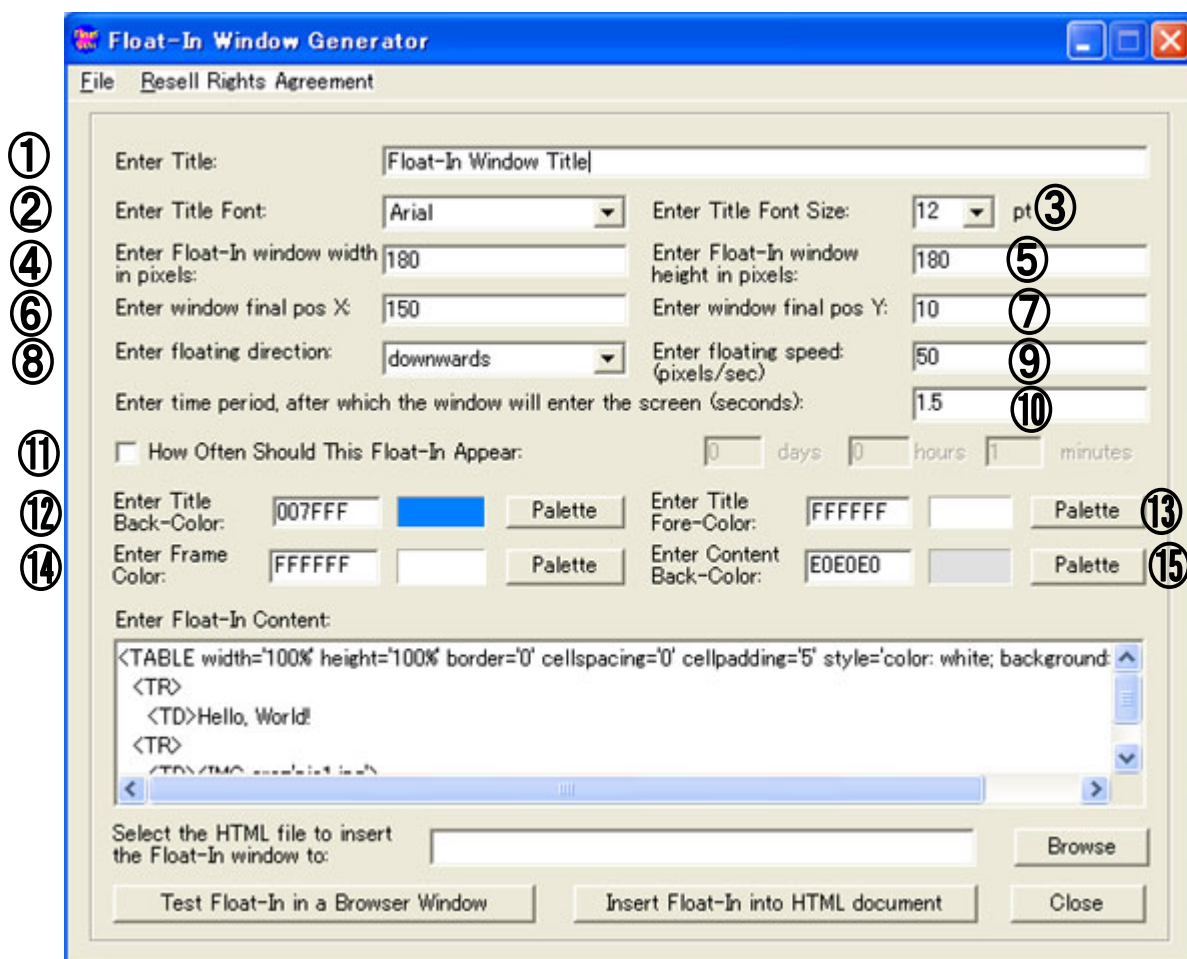 Float-In Window Generator
File Resell Rights Agreement
① Enter Title: Float-In Window Title
② Enter Title Font: Arial Enter Title Font Size: 12 pt ③
④ Enter Float-In window width in pixels: 180 Enter Float-In window height in pixels: 180 ⑤
⑥ Enter window final pos X: 150 Enter window final pos Y: 10 ⑦
⑧ Enter floating direction: downwards Enter floating speed: (pixels/sec) 50 ⑨
Enter time period, after which the window will enter the screen (seconds): 1.5 ⑩
⑪ How Often Should This Float-In Appear: 0 days 0 hours 1 minutes
⑫ Enter Title Back-Color: 007FFF Palette Enter Title Fore-Color: FFFFFF Palette ⑬
⑭ Enter Frame Color: FFFFFF Palette Enter Content Back-Color: E0E0E0 Palette ⑮
Enter Float-In Content:
<TABLE width='100%' height='100%' border='0' cellspacing='0' cellpadding='5' style='color: white; background:
<TR>
<TD>Hello, World!
<TR>
Select the HTML file to insert
the Float-In window to: Browse
Test Float-In in a Browser Window Insert Float-In into HTML document Close